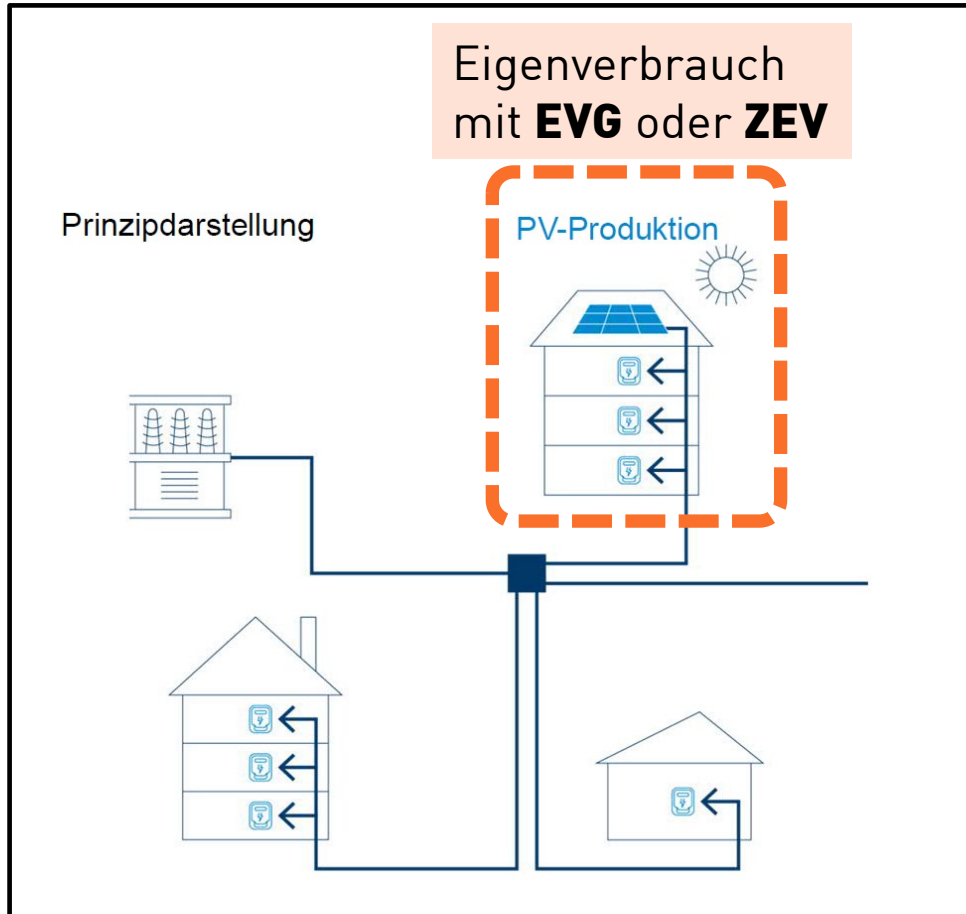 Eigenverbrauch
mit EVG oder ZEV
Prinzipdarstellung
PV-Produktion